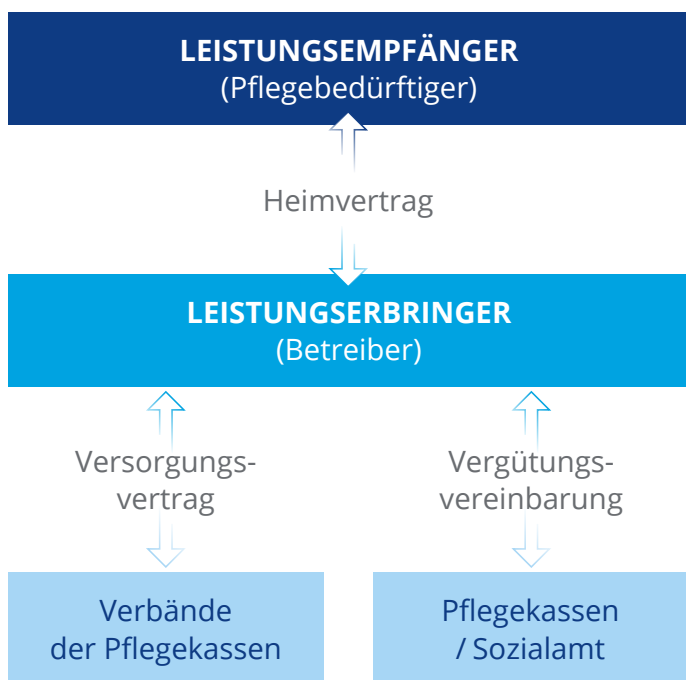 LEISTUNGSEMPFÄNGER
(Pflegebedürftiger)
Heimvertrag
LEISTUNGSERBRINGER
(Betreiber)
Versorgungs-
vertrag
Vergütungs-
vereinbarung
Verbände
der Pflegekassen
Pflegekassen
/ Sozialamt